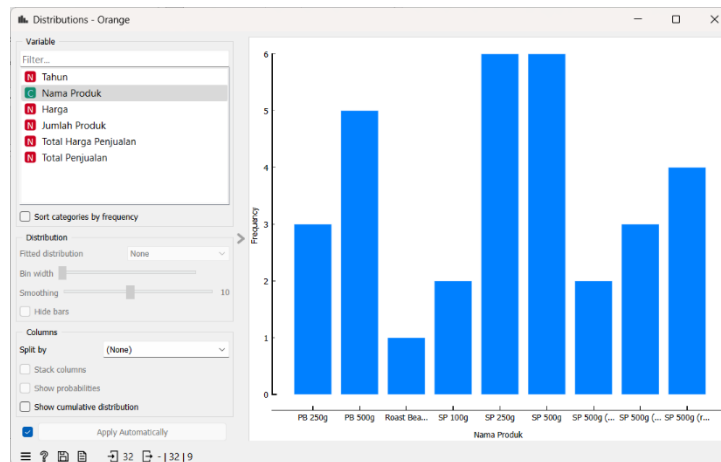 Distributions - Orange
Variable
Filter...
N Tahun
C Nama Produk
N Harga
N Jumlah Produk
N Total Harga Penjualan
N Total Penjualan
Sort categories by frequency
Distribution
Fitted distribution None
Bin width
Smoothing 10
Hide bars
Columns
Split by (None)
Stack columns
Show probabilities
Show cumulative distribution
Apply Automatically
32 - | 32 | 9
6
5
4
3
2
1
0
Frequency
PB 250g PB 500g Roast Bea... SP 100g SP 250g SP 500g SP 500g (... SP 500g (... SP 500g (r...
Nama Produk